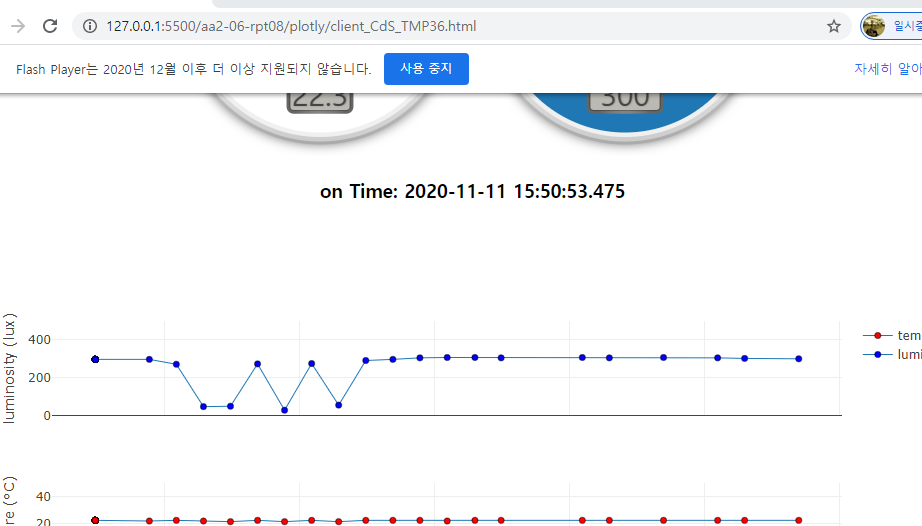 127.0.0.1:5500/aa2-06-rpt08/plotly/client_CdS_TMP36.html
일시중
Flash Player는 2020년 12월 이후 더 이상 지원되지 않습니다. 사용 중지 자세히 알아
22.3 300
on Time: 2020-11-11 15:50:53.475
luminosity (lux)
400
200
0
tem
lumi
re (°C)
40
20